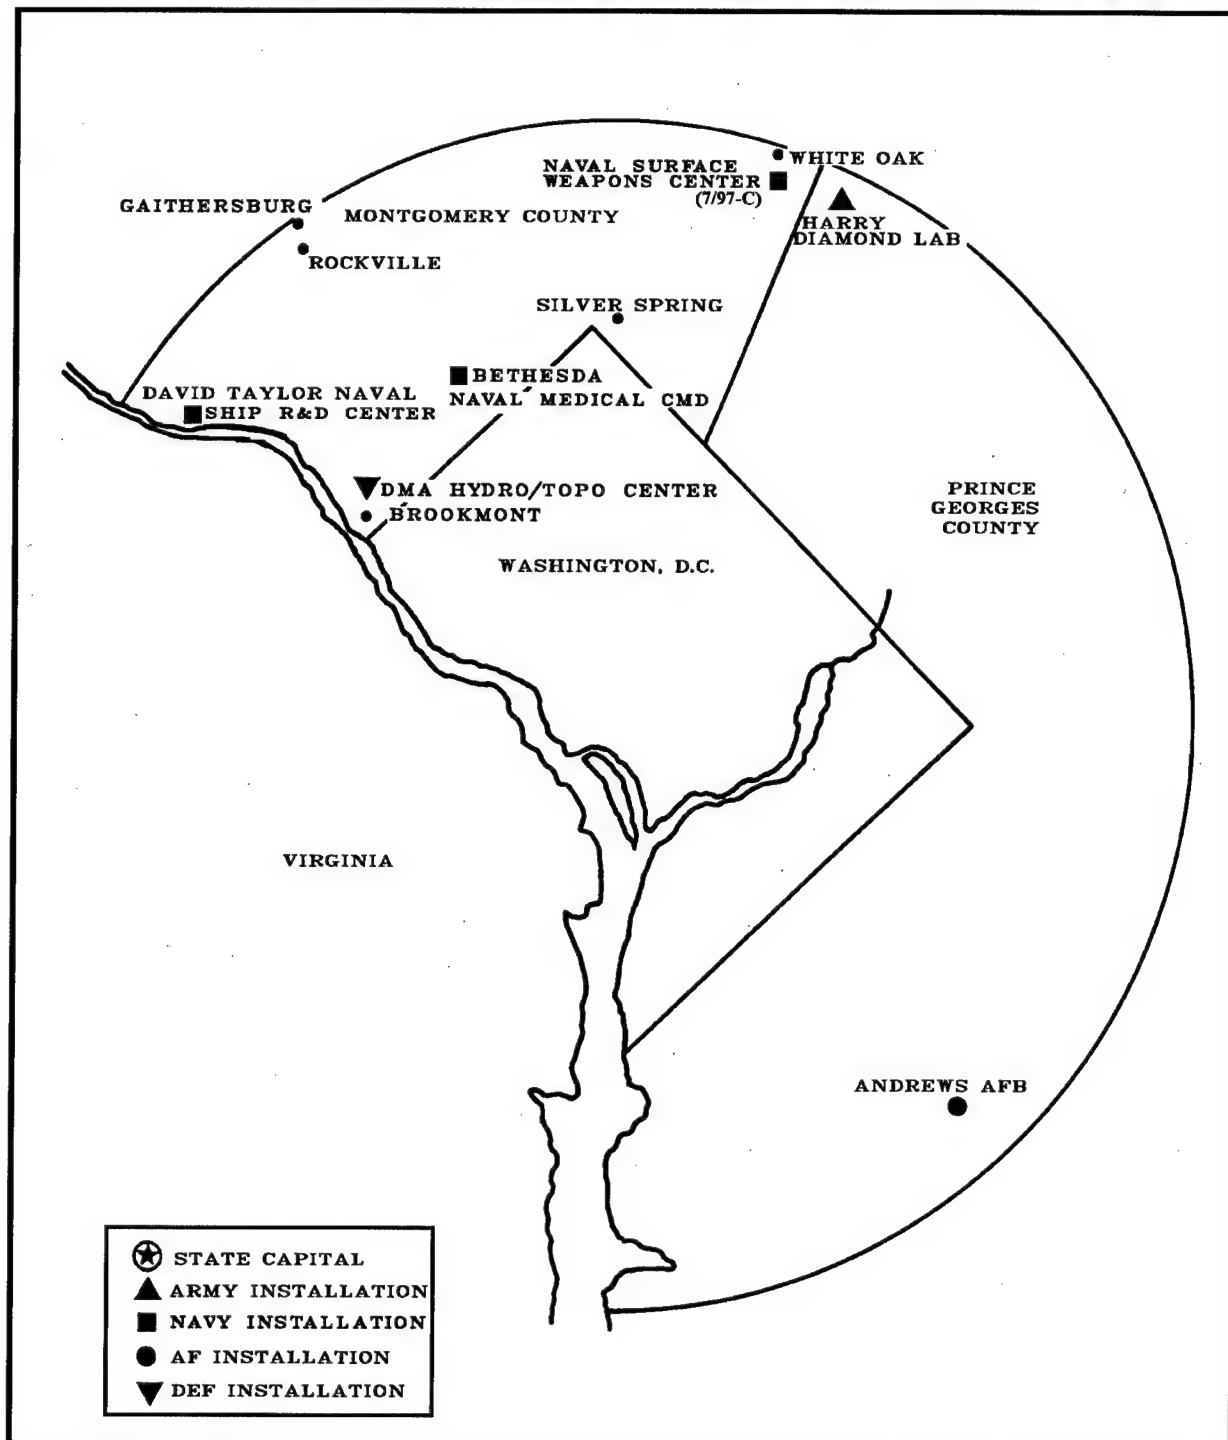 WHITE OAK
NAVAL SURFACE
WEAPONS CENTER
(7/97-C)
GAITHERSBURG
MONTGOMERY COUNTY
HARRY
DIAMOND LAB
ROCKVILLE
SILVER SPRING
BETHESDA
NAVAL MEDICAL CMD
DAVID TAYLOR NAVAL
SHIP R&D CENTER
DMA HYDRO/TOPO CENTER
BROOKMONT
PRINCE
GEORGES
COUNTY
WASHINGTON, D.C.
VIRGINIA
ANDREWS AFB
STATE CAPITAL
ARMY INSTALLATION
NAVY INSTALLATION
AF INSTALLATION
DEF INSTALLATION